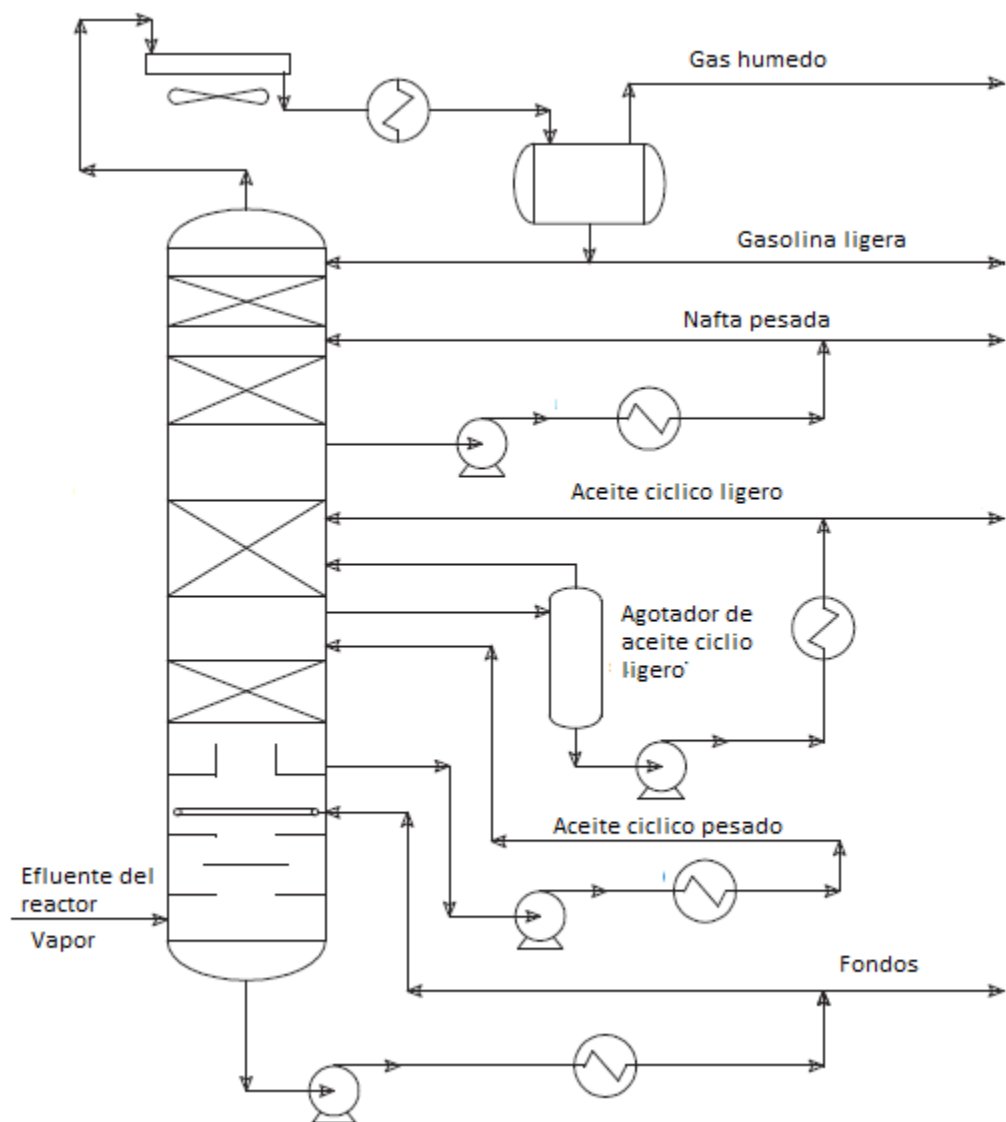 Gas humedo
Gasolina ligera
Nafta pesada
Aceite ciclico ligero
Agotador de
aceite ciclio
ligero
Aceite ciclico pesado
Efluente del
reactor
Vapor
Fondos